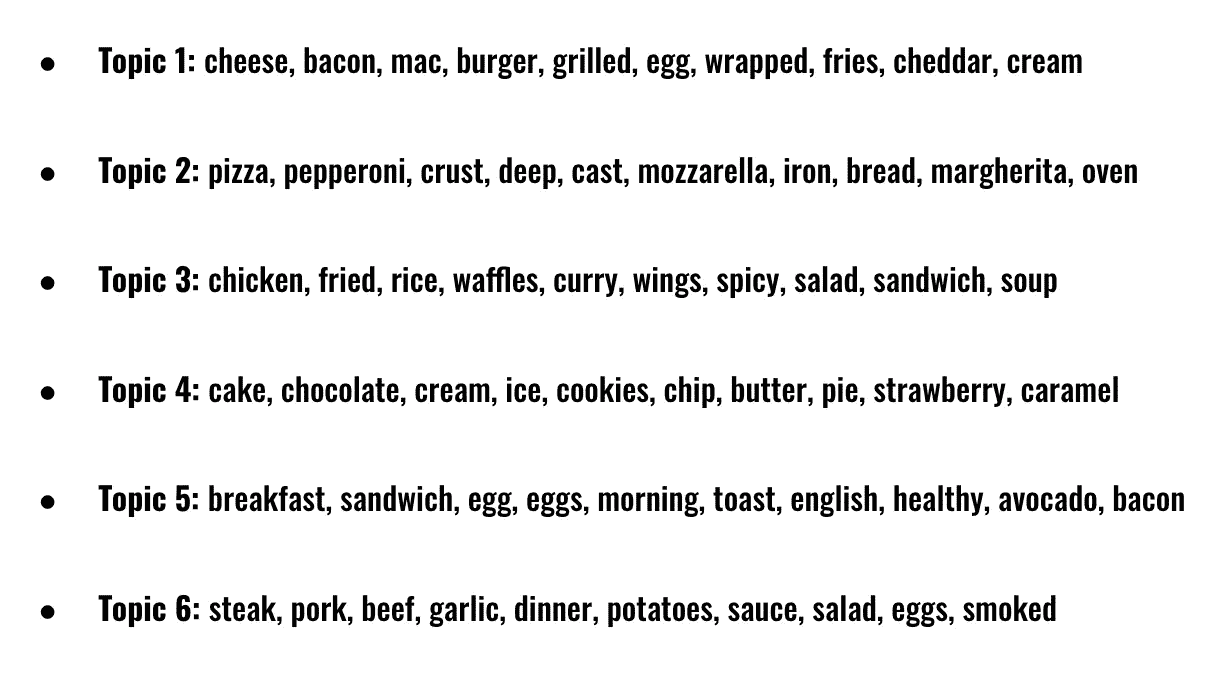 ● Topic 1: cheese, bacon, mac, burger, grilled, egg, wrapped, fries, cheddar, cream
● Topic 2: pizza, pepperoni, crust, deep, cast, mozzarella, iron, bread, margherita, oven
● Topic 3: chicken, fried, rice, waffles, curry, wings, spicy, salad, sandwich, soup
● Topic 4: cake, chocolate, cream, ice, cookies, chip, butter, pie, strawberry, caramel
● Topic 5: breakfast, sandwich, egg, eggs, morning, toast, english, healthy, avocado, bacon
● Topic 6: steak, pork, beef, garlic, dinner, potatoes, sauce, salad, eggs, smoked